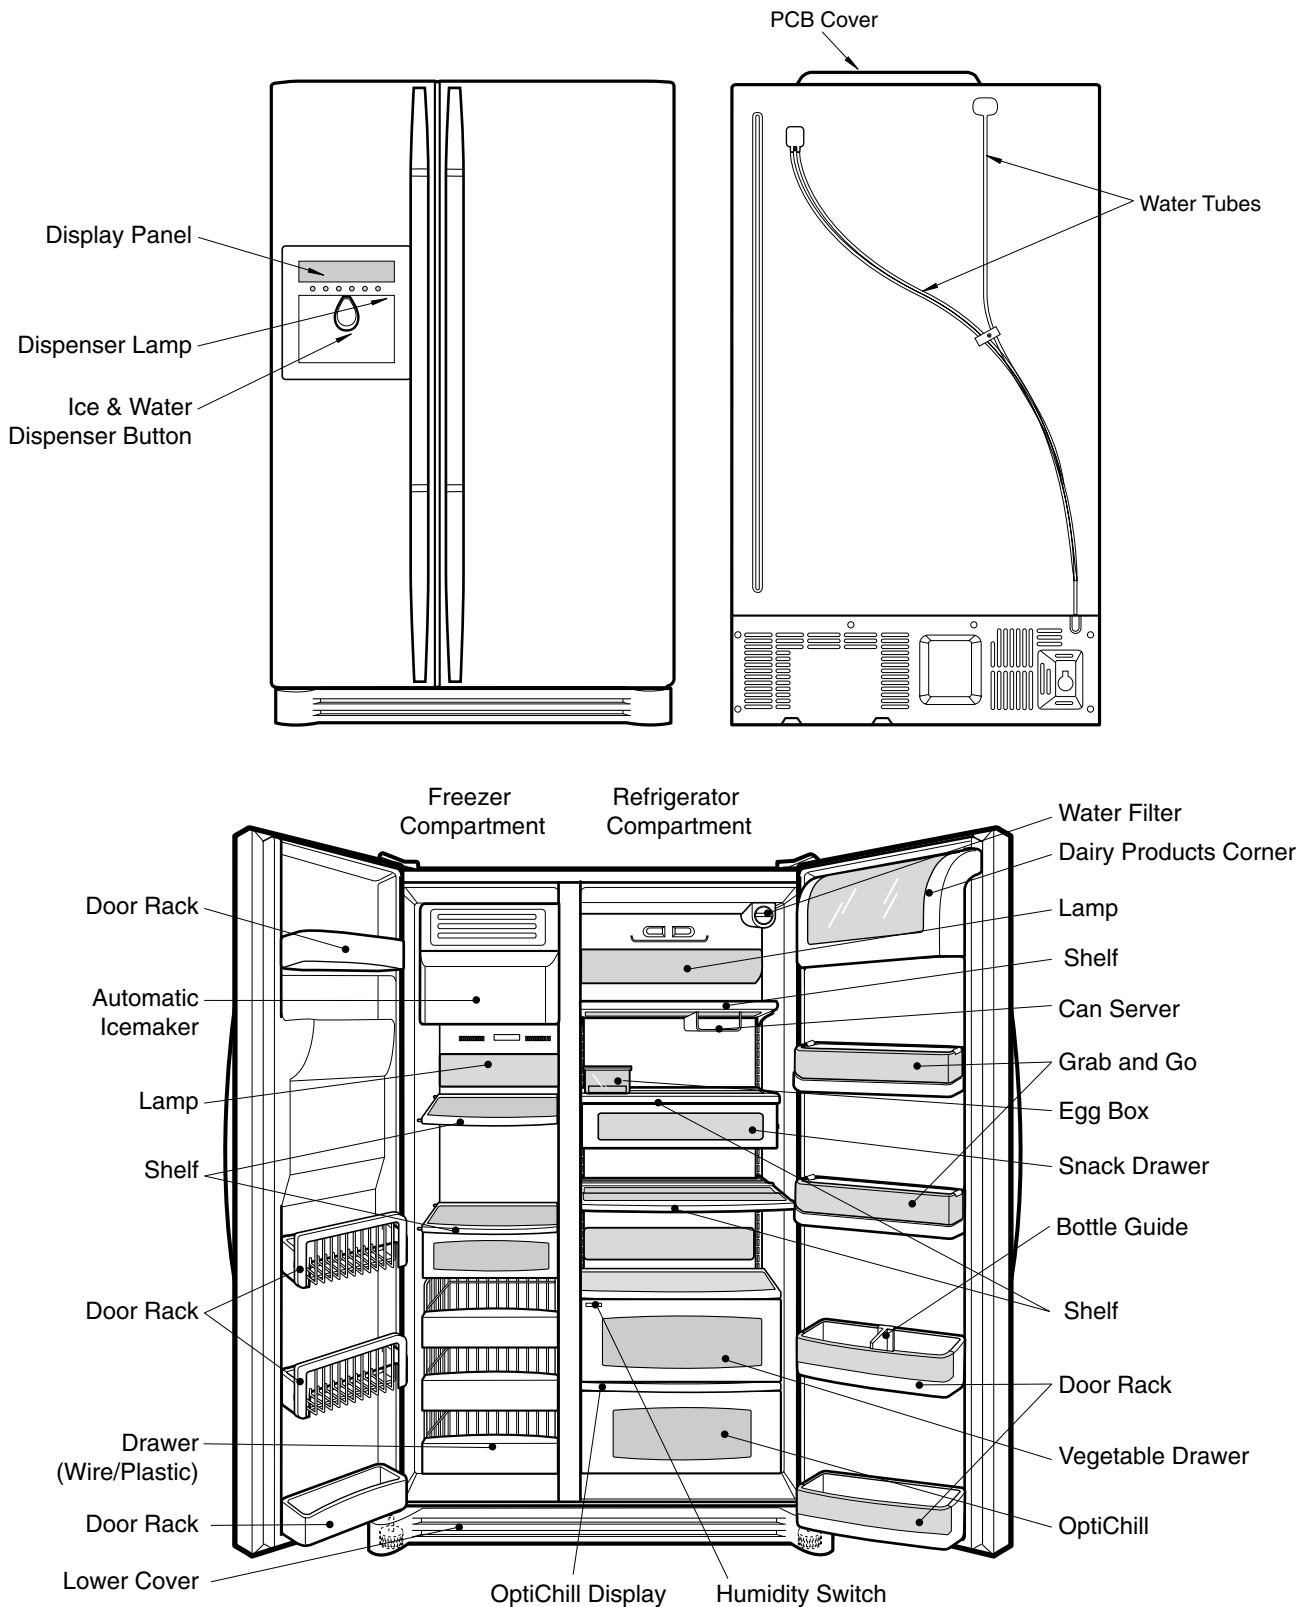 PCB Cover
Water Tubes
Display Panel
Dispenser Lamp
Ice & Water
Dispenser Button
Freezer
Compartment
Refrigerator
Compartment
Door Rack
Automatic
Icemaker
Lamp
Shelf
Door Rack
Drawer
(Wire/Plastic)
Door Rack
Lower Cover
Water Filter
Dairy Products Corner
Lamp
Shelf
Can Server
Grab and Go
Egg Box
Snack Drawer
Bottle Guide
Shelf
Door Rack
Vegetable Drawer
OptiChill
OptiChill Display
Humidity Switch